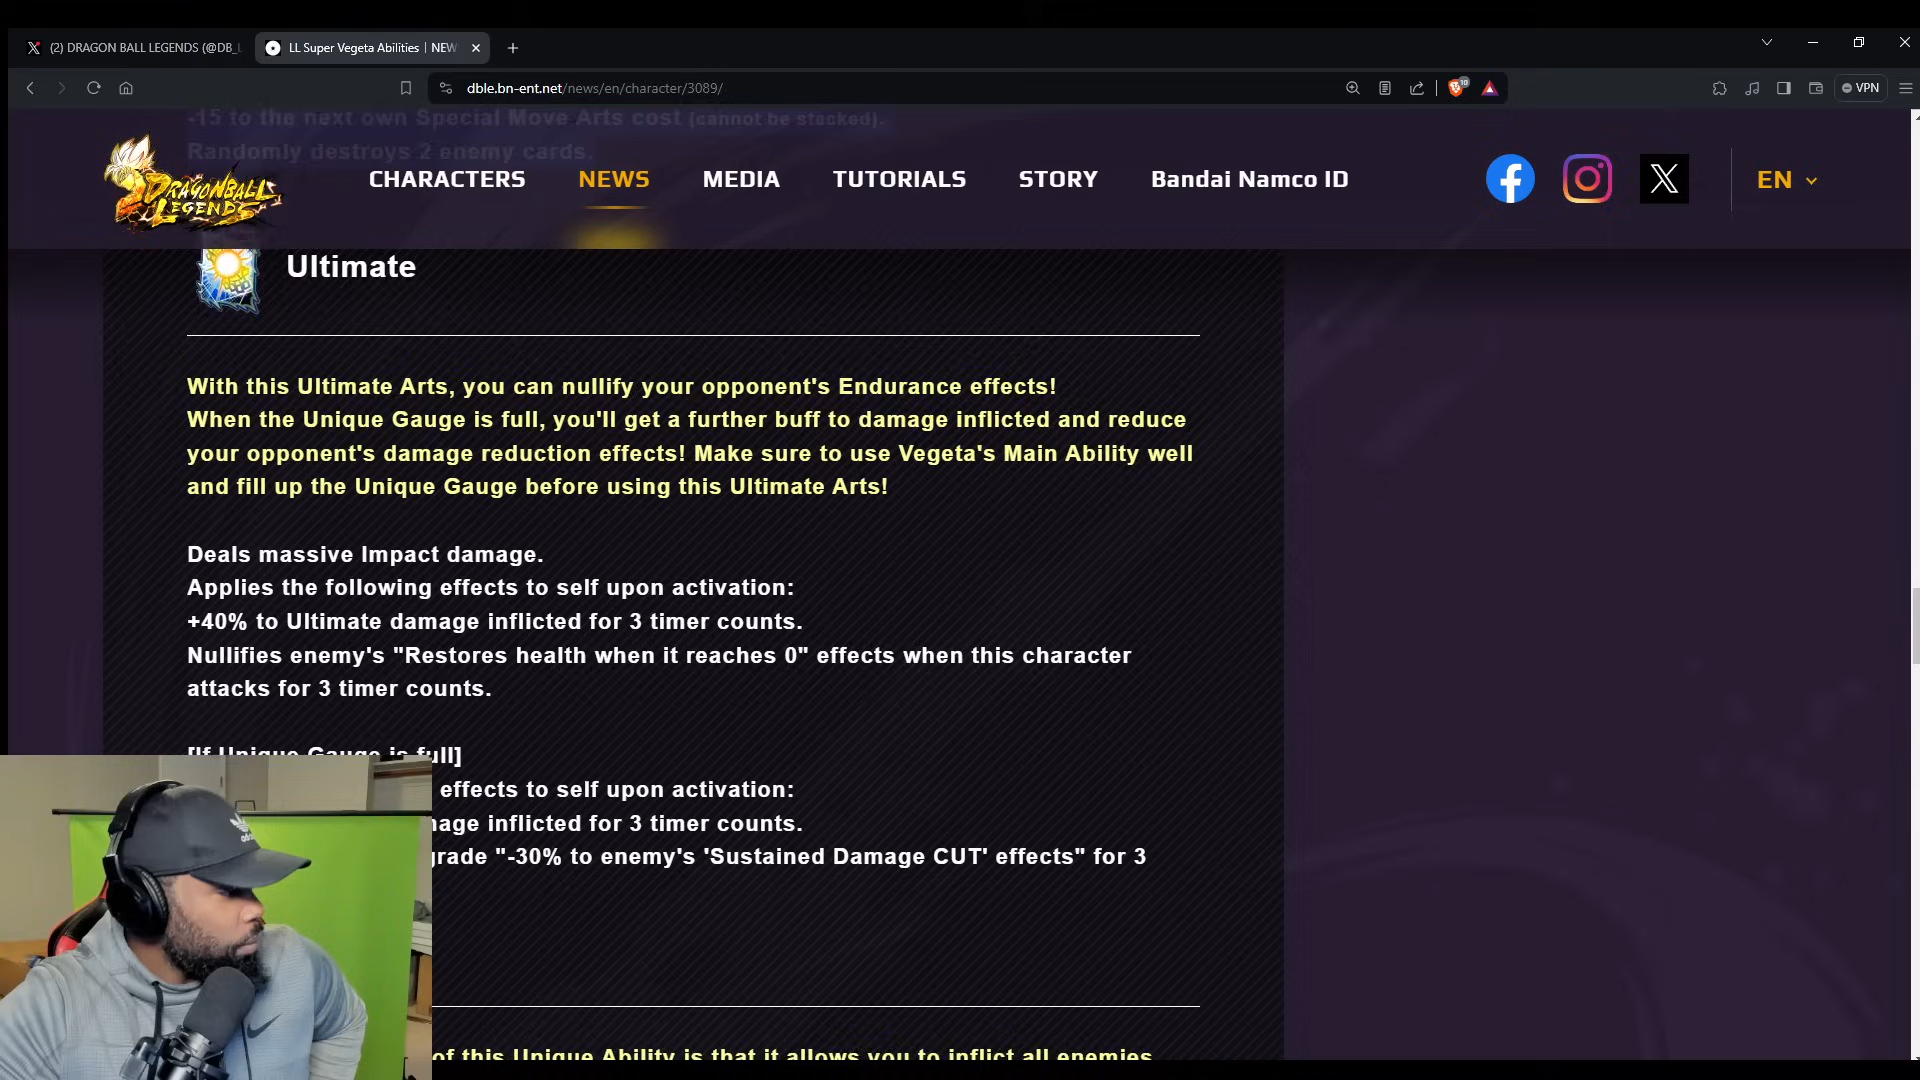 (2) DRAGON BALL LEGENDS (@DB_L
LL Super Vegeta Abilities | NEW
dble.bn-ent.net/news/en/character/3089/
10
VPN
-15 to the next own Special Move Arts cost (cannot be stacked).
Randomly destroys 2 enemy cards.
DRAGONBALL LEGENDS
CHARACTERS
NEWS
MEDIA
TUTORIALS
STORY
Bandai Namco ID
EN
Ultimate
With this Ultimate Arts, you can nullify your opponent's Endurance effects!
When the Unique Gauge is full, you'll get a further buff to damage inflicted and reduce
your opponent's damage reduction effects! Make sure to use Vegeta's Main Ability well
and fill up the Unique Gauge before using this Ultimate Arts!
Deals massive Impact damage.
Applies the following effects to self upon activation:
+40% to Ultimate damage inflicted for 3 timer counts.
Nullifies enemy's "Restores health when it reaches 0" effects when this character
attacks for 3 timer counts.
[If Unique Gauge is full]
effects to self upon activation:
inflicted for 3 timer counts.
"-30% to enemy's 'Sustained Damage CUT' effects" for 3
of this Unique Ability is that it allows you to inflict all enemies